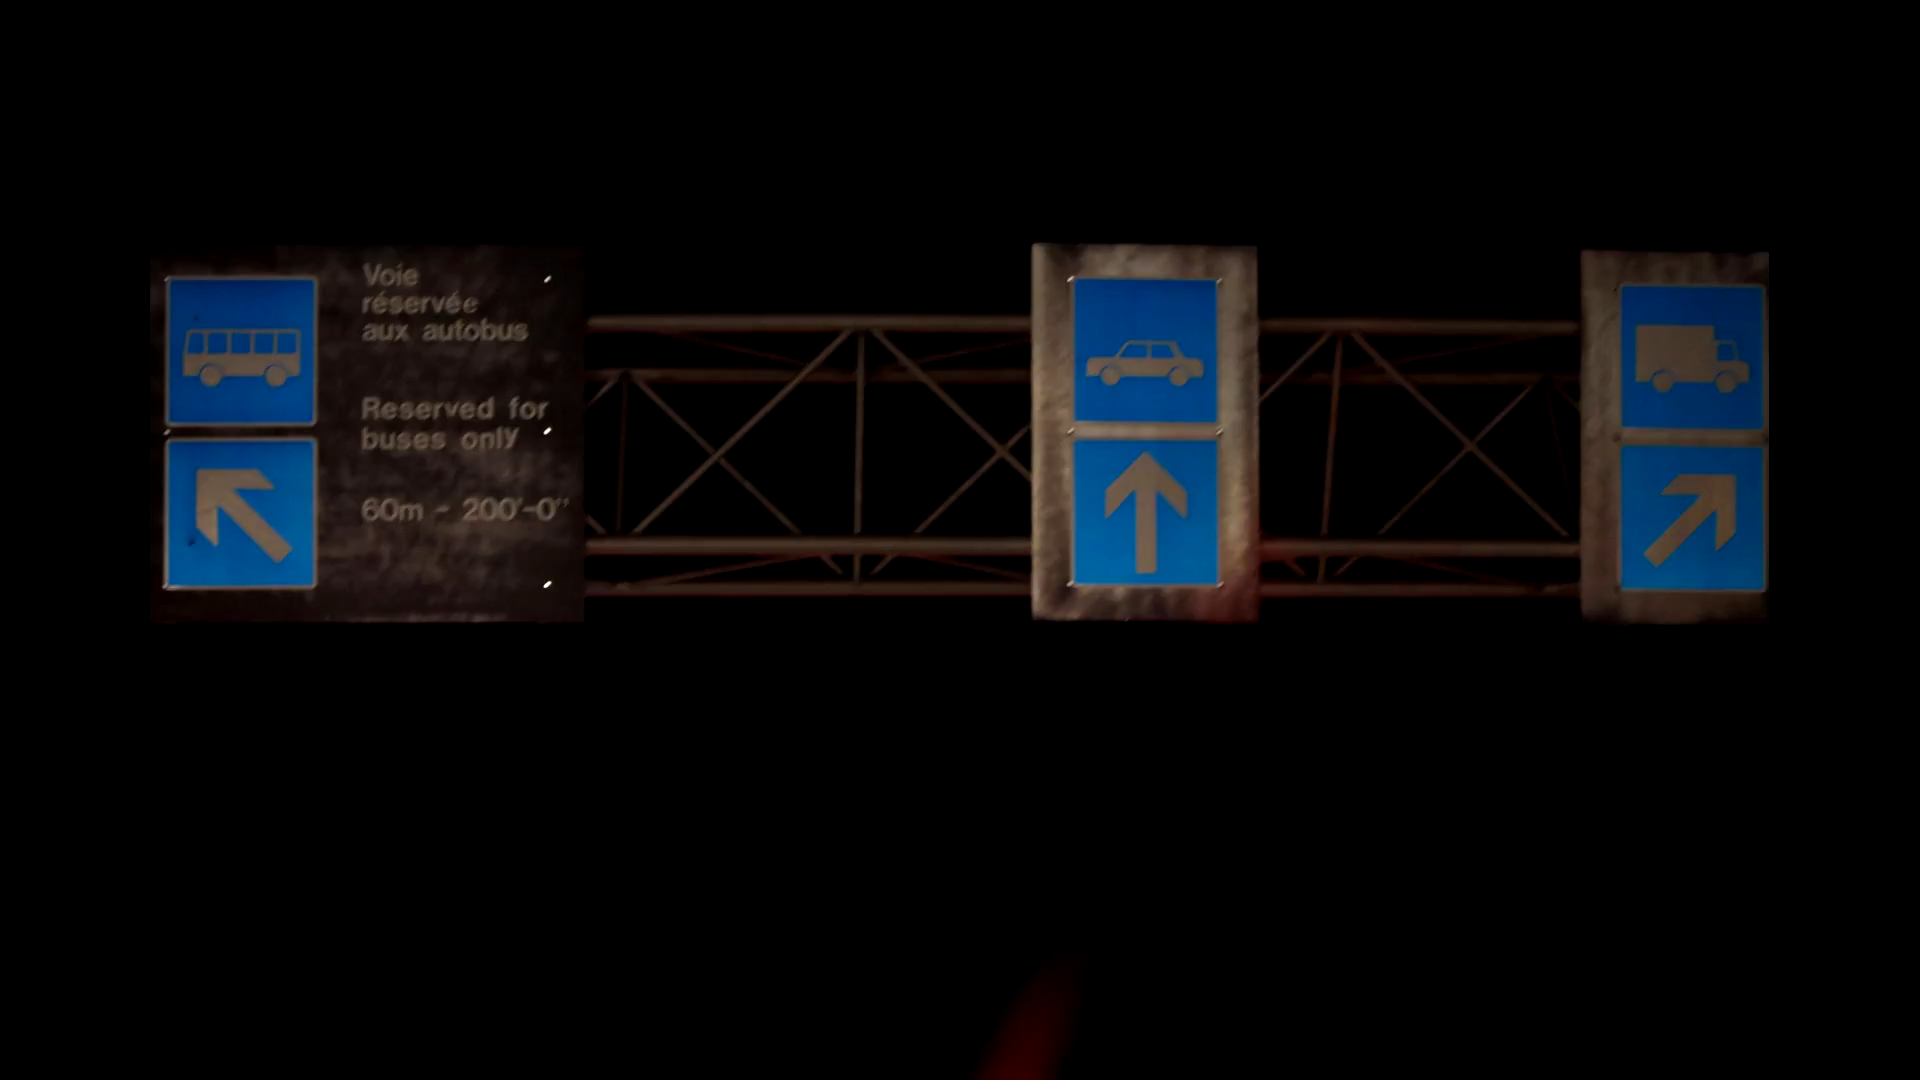 Voie
réservée
aux autobus
Reserved for
buses only
60m - 200'-0"